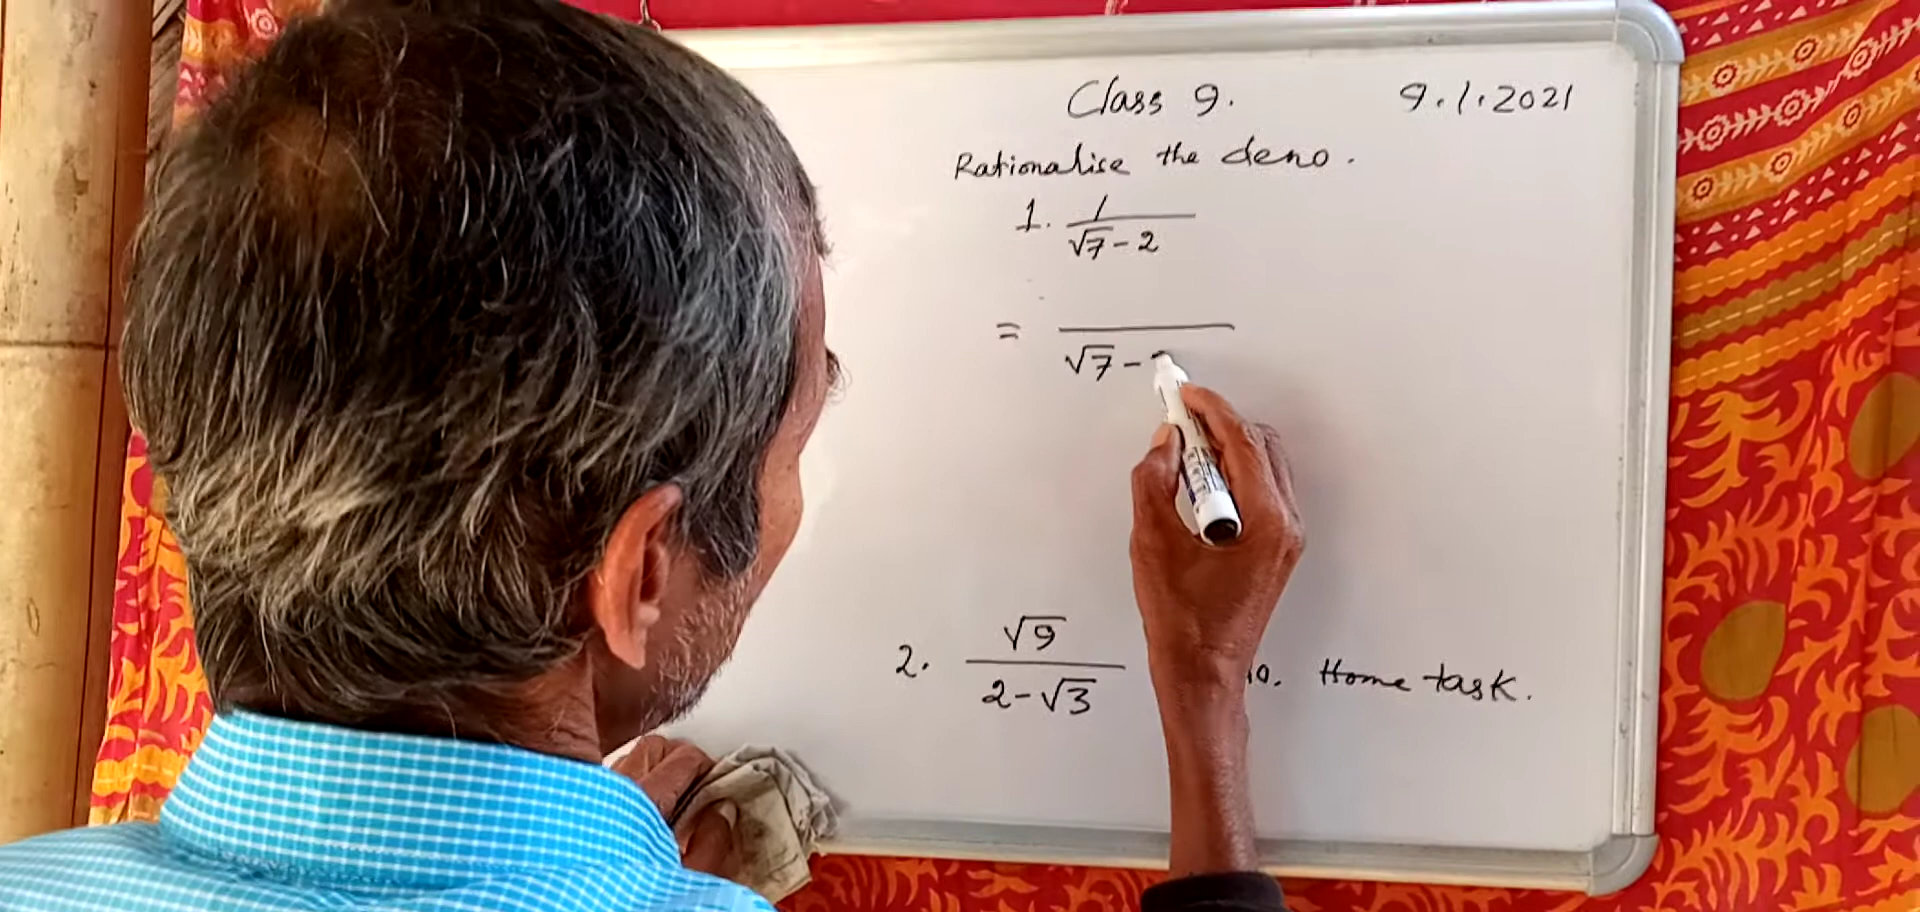 Class 9. 9.1.2021
Rationalise the deno.
1. 1/(√7-2)
= /(√7-
2. √9/(2-√3)
Home task.